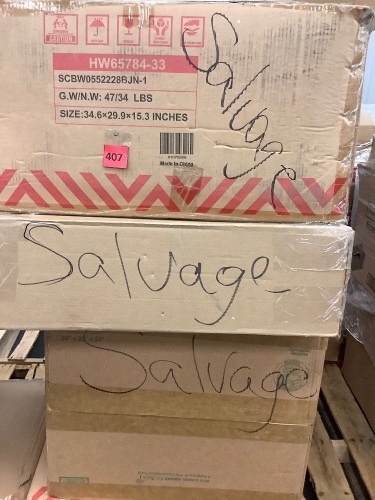 HW65784-33
SCBW0552228BJN-1
G.W/N.W: 47/34 LBS
SIZE:34.6×29.9×15.3 INCHES
Salvage
407
Made in China
Salvage
Salvage